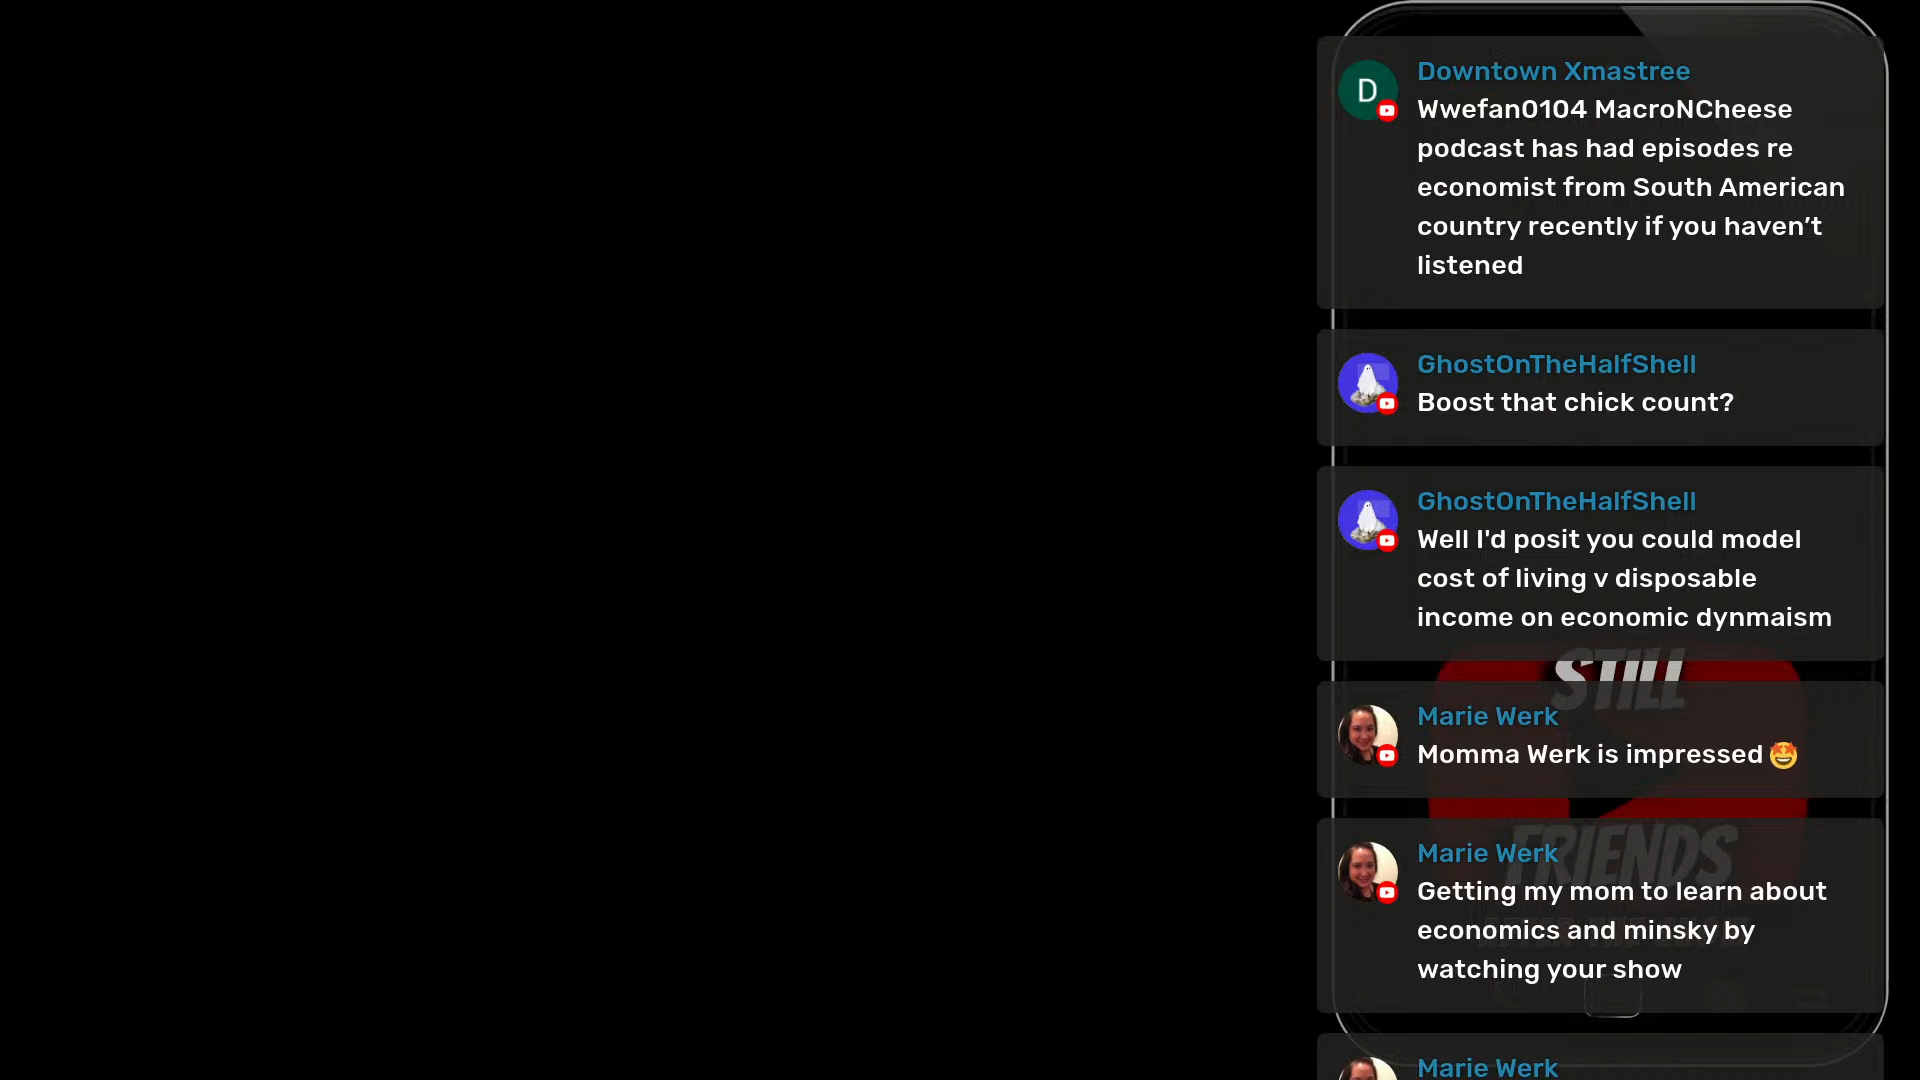 Downtown Xmastree
D
Wwefan0104 MacroNCheese
podcast has had episodes re
economist from South American
country recently if you haven’t
listened
GhostOnTheHalfShell
Boost that chick count?
GhostOnTheHalfShell
Well I'd posit you could model
cost of living v disposable
income on economic dynmaism
STILL
Marie Werk
Momma Werk is impressed 🤩
FRIENDS
Marie Werk
Getting my mom to learn about
economics and minsky by
watching your show
Marie Werk